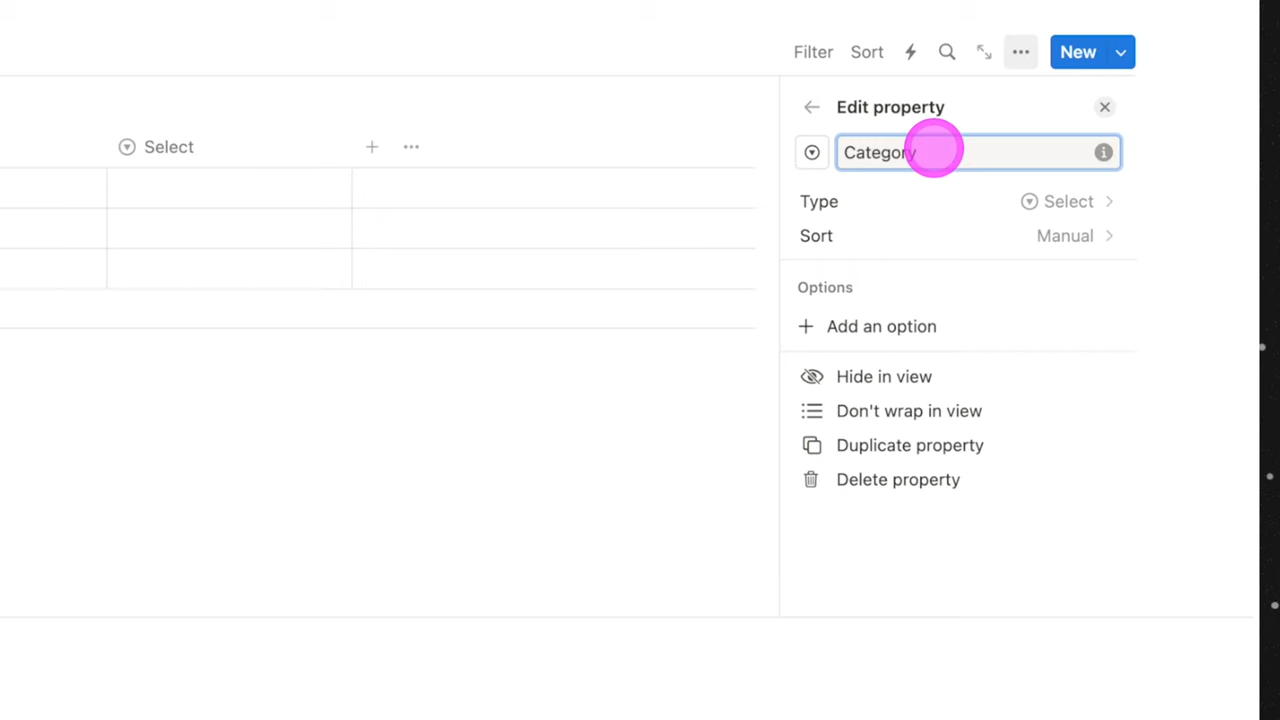 Filter Sort New
Edit property
Select
Category
Type Select
Sort Manual
Options
Add an option
Hide in view
Don't wrap in view
Duplicate property
Delete property